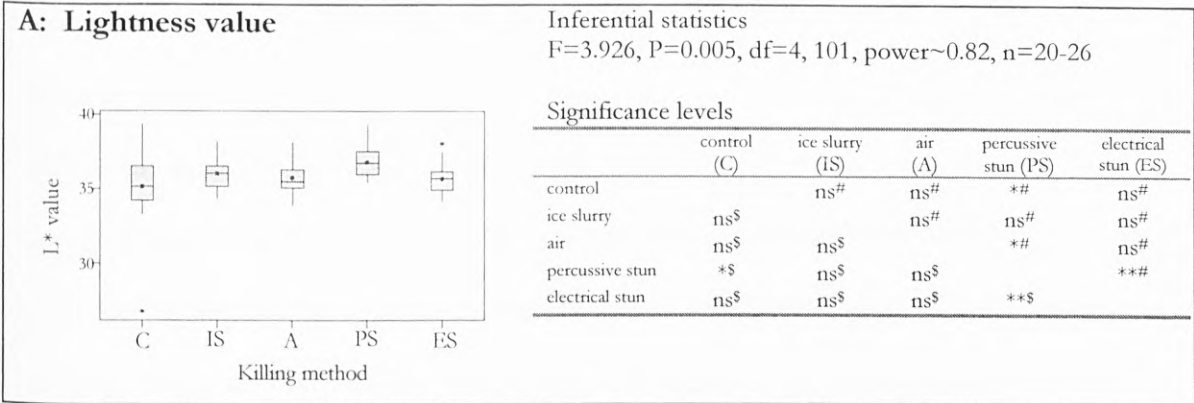 A: Lightness value
40
35
30
L* value
C IS A PS ES
Killing method
Inferential statistics
F=3.926, P=0.005, df=4, 101, power~0.82, n=20-26
Significance levels
control ice slurry air percussive electrical
(C) (IS) (A) stun (PS) stun (ES)
control ns# ns# *# ns#
ice slurry ns$ ns# ns# ns#
air ns$ ns$ *# ns#
percussive stun *$ ns$ ns$ **#
electrical stun ns$ ns$ ns$ **$